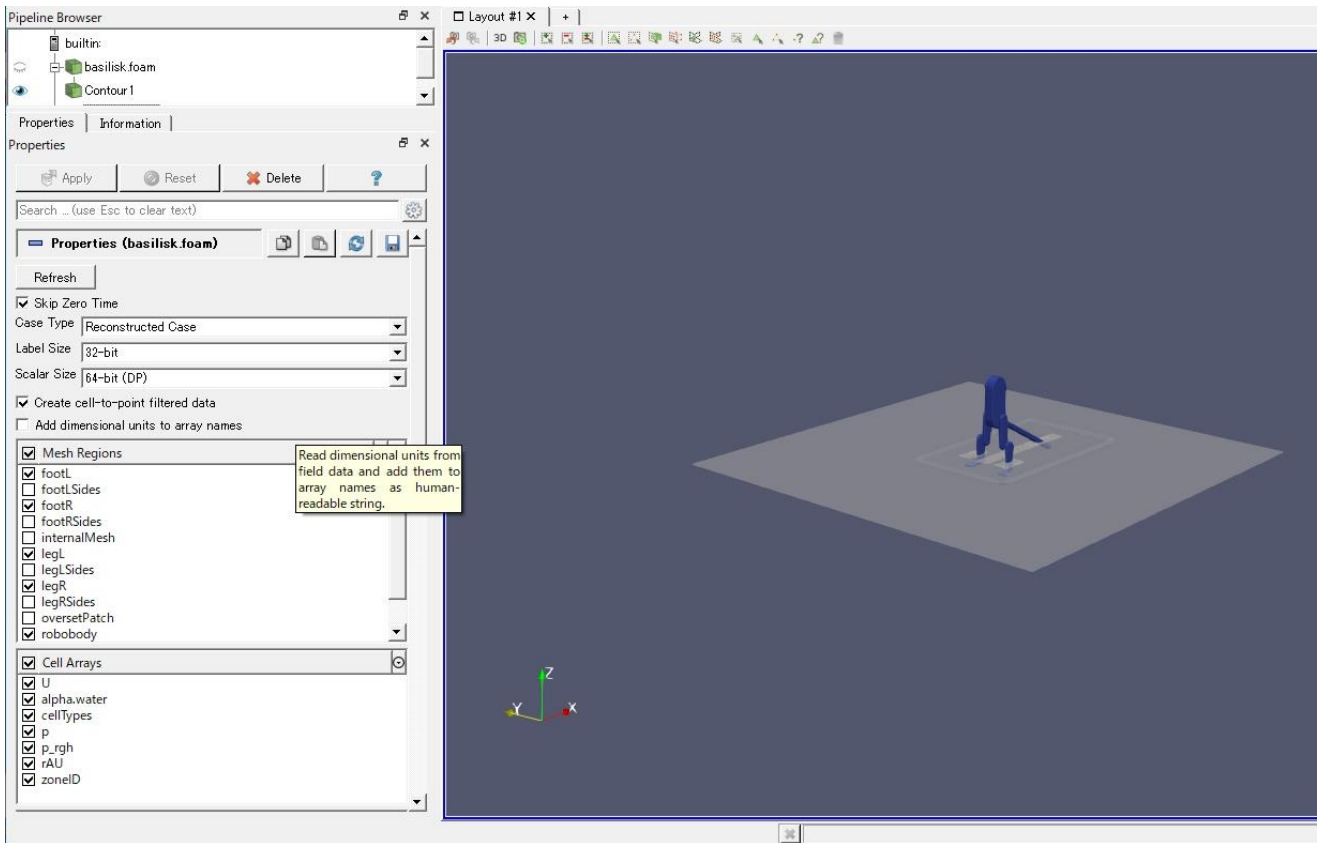 Pipeline Browser
Layout #1
+
builtin:
basilisk.foam
Contour1
3D
Properties
Information
Properties
Apply
Reset
Delete
?
Search ... (use Esc to clear text)
Properties (basilisk.foam)
Refresh
Skip Zero Time
Case Type
Reconstructed Case
Label Size
32-bit
Scalar Size
64-bit (DP)
Create cell-to-point filtered data
Add dimensional units to array names
Mesh Regions
footL
footLSides
footR
footRSides
internalMesh
legL
legLSides
legR
legRSides
oversetPatch
robobody
Read dimensional units from
field data and add them to
array names as human-
readable string.
Cell Arrays
U
alpha.water
cellTypes
p
p_rgh
rAU
zoneID
Z
Y
X